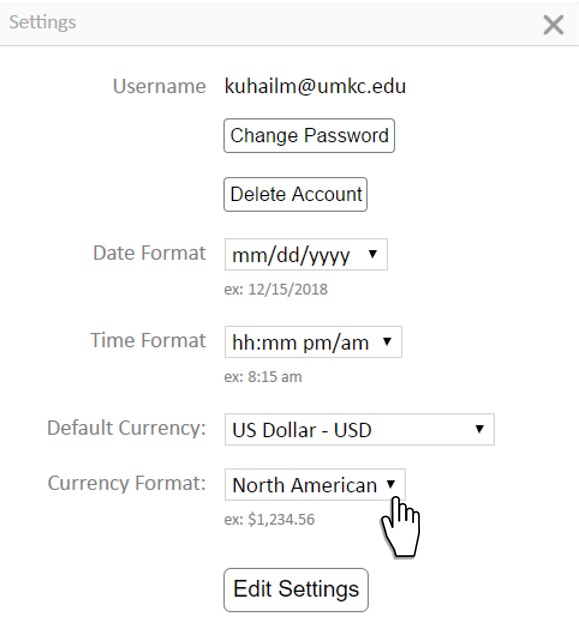 Settings
Username kuhailm@umkc.edu
Change Password
Delete Account
Date Format mm/dd/yyyy
ex: 12/15/2018
Time Format hh:mm pm/am
ex: 8:15 am
Default Currency: US Dollar - USD
Currency Format: North American
ex: $1,234.56
Edit Settings